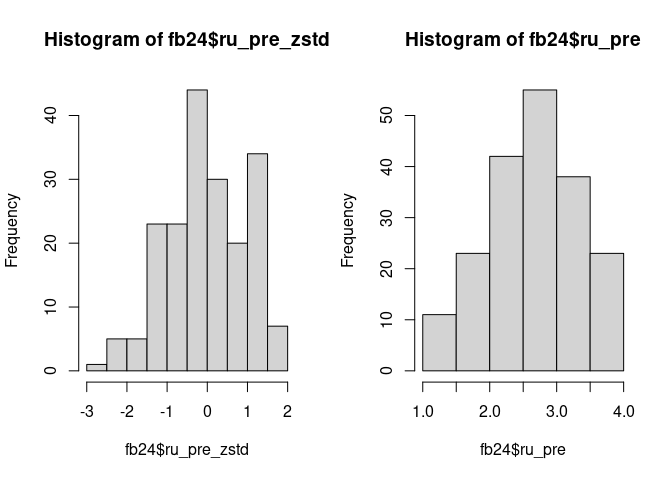 Histogram of fb24$ru_pre_zstd
Frequency
0 10 20 30 40
-3 -2 -1 0 1 2
fb24$ru_pre_zstd
Histogram of fb24$ru_pre
Frequency
0 10 20 30 40 50
1.0 2.0 3.0 4.0
fb24$ru_pre